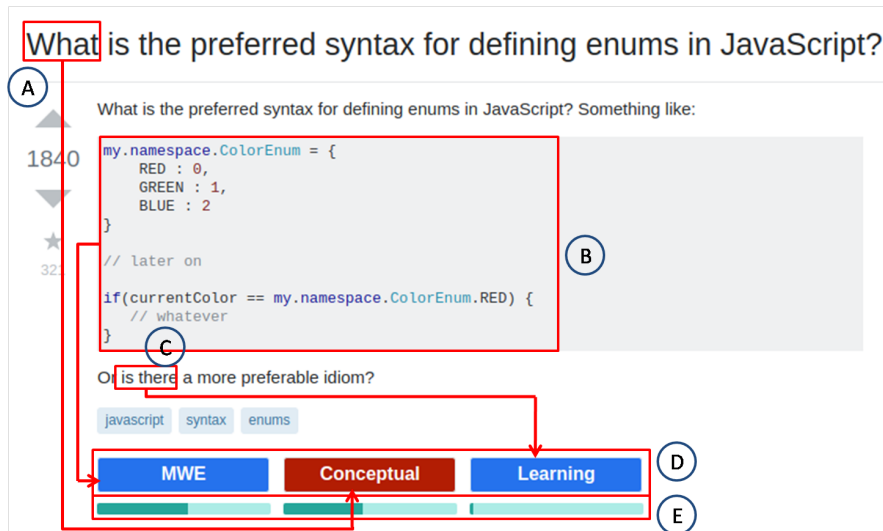 What is the preferred syntax for defining enums in JavaScript?
A
What is the preferred syntax for defining enums in JavaScript? Something like:
1840
my.namespace.ColorEnum = {
RED : 0,
GREEN : 1,
BLUE : 2
}
B
// later on
321
if(currentColor == my.namespace.ColorEnum.RED) {
// whatever
}
C
Or is there a more preferable idiom?
javascript syntax enums
MWE Conceptual Learning
D
E